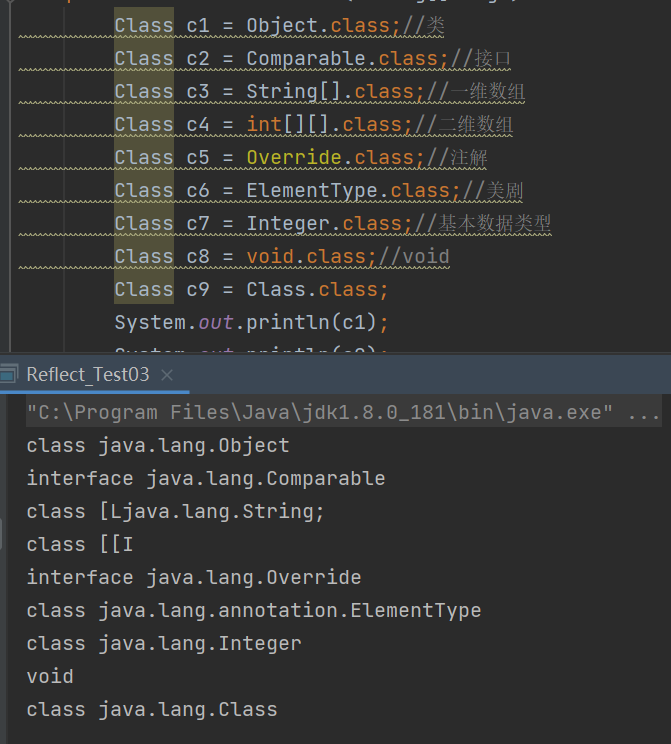 Class c1 = Object.class;//类
Class c2 = Comparable.class;//接口
Class c3 = String[].class;//一维数组
Class c4 = int[][].class;//二维数组
Class c5 = Override.class;//注解
Class c6 = ElementType.class;//美剧
Class c7 = Integer.class;//基本数据类型
Class c8 = void.class;//void
Class c9 = Class.class;
System.out.println(c1);
Reflect_Test03
"C:\Program Files\Java\jdk1.8.0_181\bin\java.exe" ...
class java.lang.Object
interface java.lang.Comparable
class [Ljava.lang.String;
class [[I
interface java.lang.Override
class java.lang.annotation.ElementType
class java.lang.Integer
void
class java.lang.Class